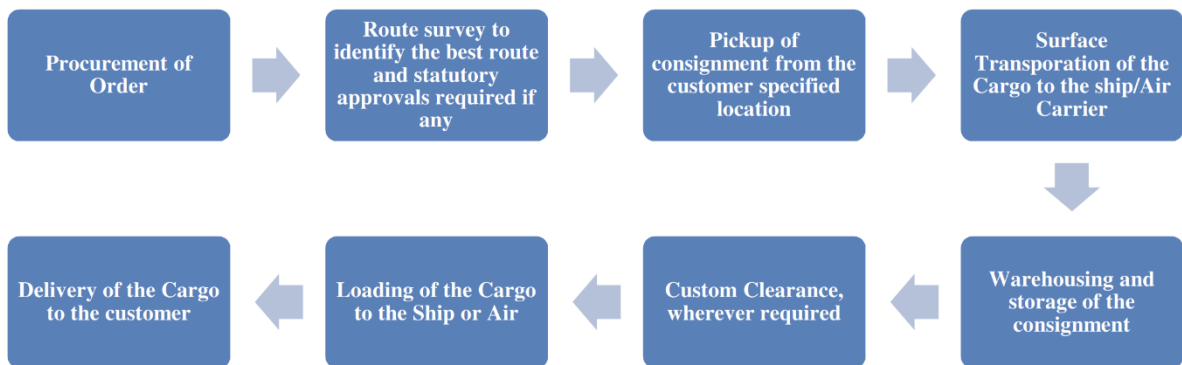 Procurement of
Order
Route survey to
identify the best route
and statutory
approvals required if
any
Pickup of
consignment from the
customer specified
location
Surface
Transporation of the
Cargo to the ship/Air
Carrier
Warehousing and
storage of the
consignment
Custom Clearance,
wherever required
Loading of the Cargo
to the Ship or Air
Delivery of the Cargo
to the customer